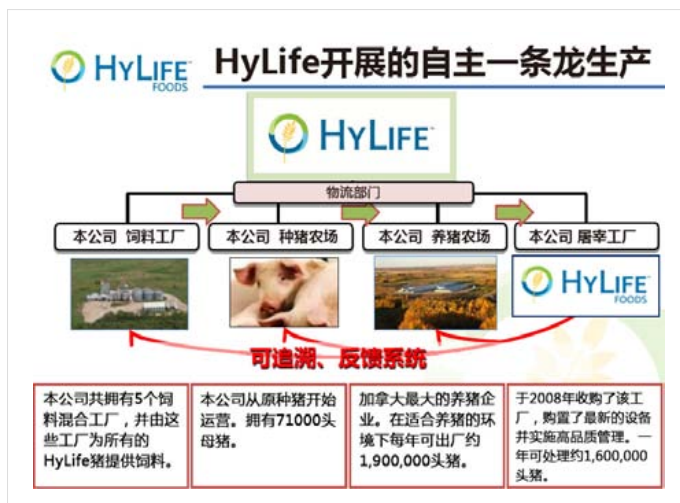 HYLIFE
FOODS
HyLife开展的自主一条龙生产
HYLIFE
物流部门
本公司 饲料工厂
本公司 种猪农场
本公司 养猪农场
本公司 屠宰工厂
HYLIFE
FOODS
可追溯、反馈系统
本公司共拥有5个饲
料混合工厂,并由这
些工厂为所有的
HyLife猪提供饲料。
本公司从原种猪开始
运营。拥有71000头
母猪。
加拿大最大的养猪企
业。在适合养猪的环
境下每年可出厂约
1,900,000头猪。
于2008年收购了该工
厂,购置了最新的设备
并实施高品质管理。一
年可处理约1,600,000
头猪。